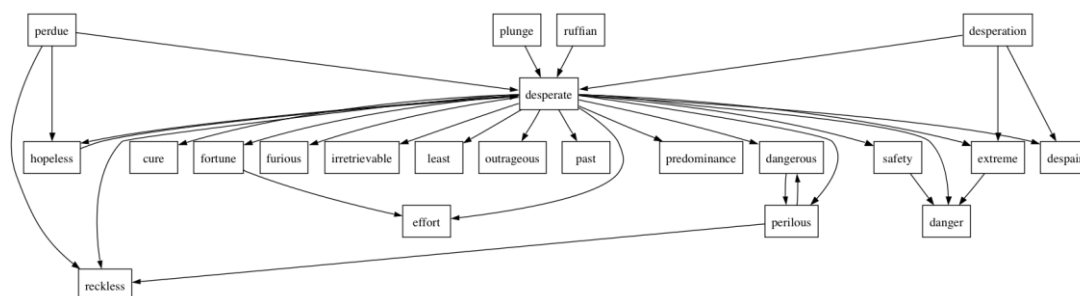 perdue plunge ruffian desperation
desperate
hopeless cure fortune furious irretrievable least outrageous past predominance dangerous safety extreme despair
effort perilous danger
reckless